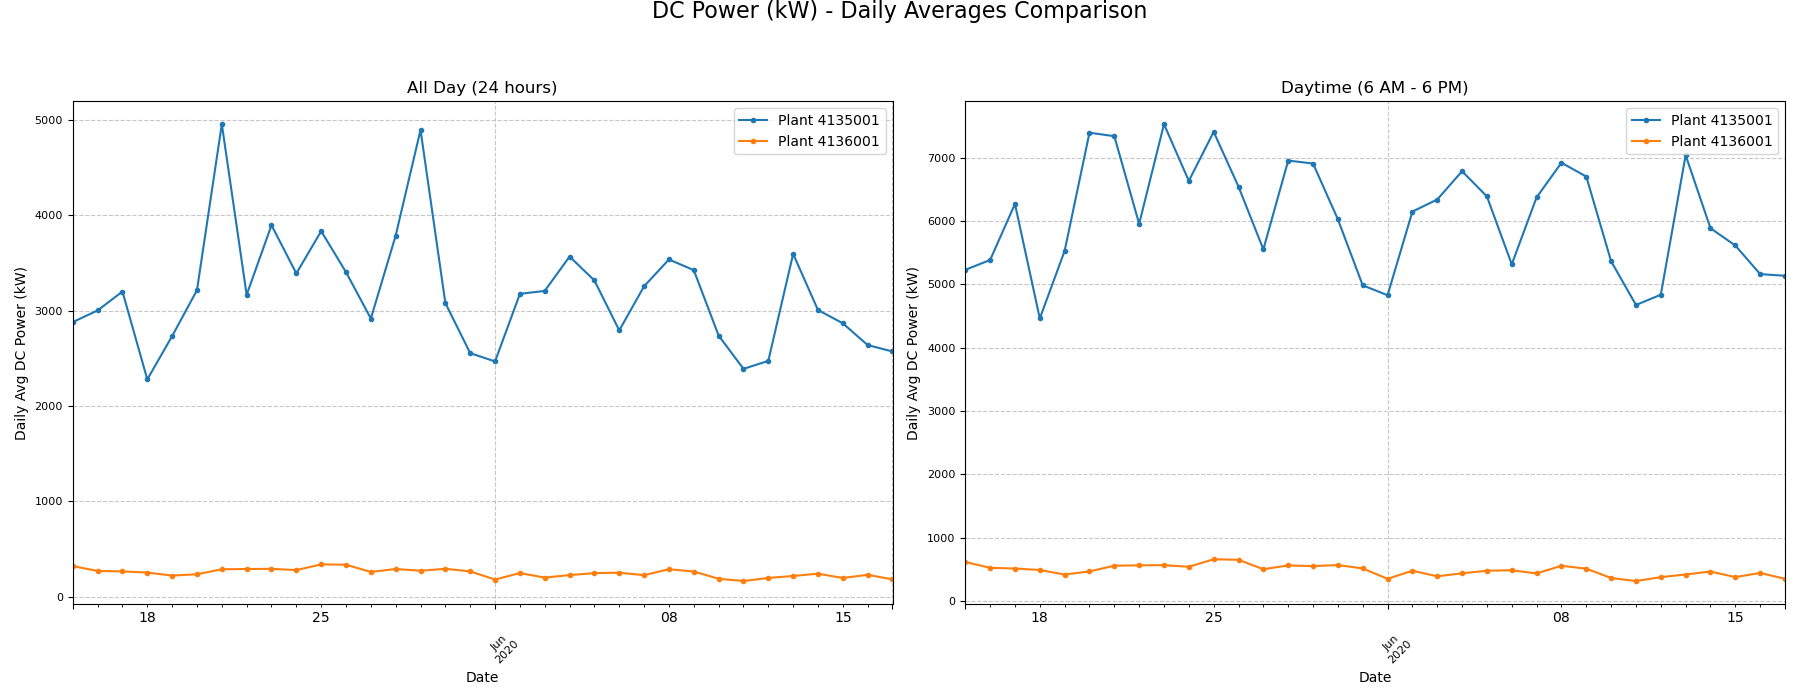 DC Power (kW) - Daily Averages Comparison
All Day (24 hours)
Plant 4135001
Plant 4136001
Daily Avg DC Power (kW)
5000
4000
3000
2000
1000
0
18
25
Jun
2020
08
15
Date
Daytime (6 AM - 6 PM)
Plant 4135001
Plant 4136001
Daily Avg DC Power (kW)
7000
6000
5000
4000
3000
2000
1000
0
18
25
Jun
2020
08
15
Date